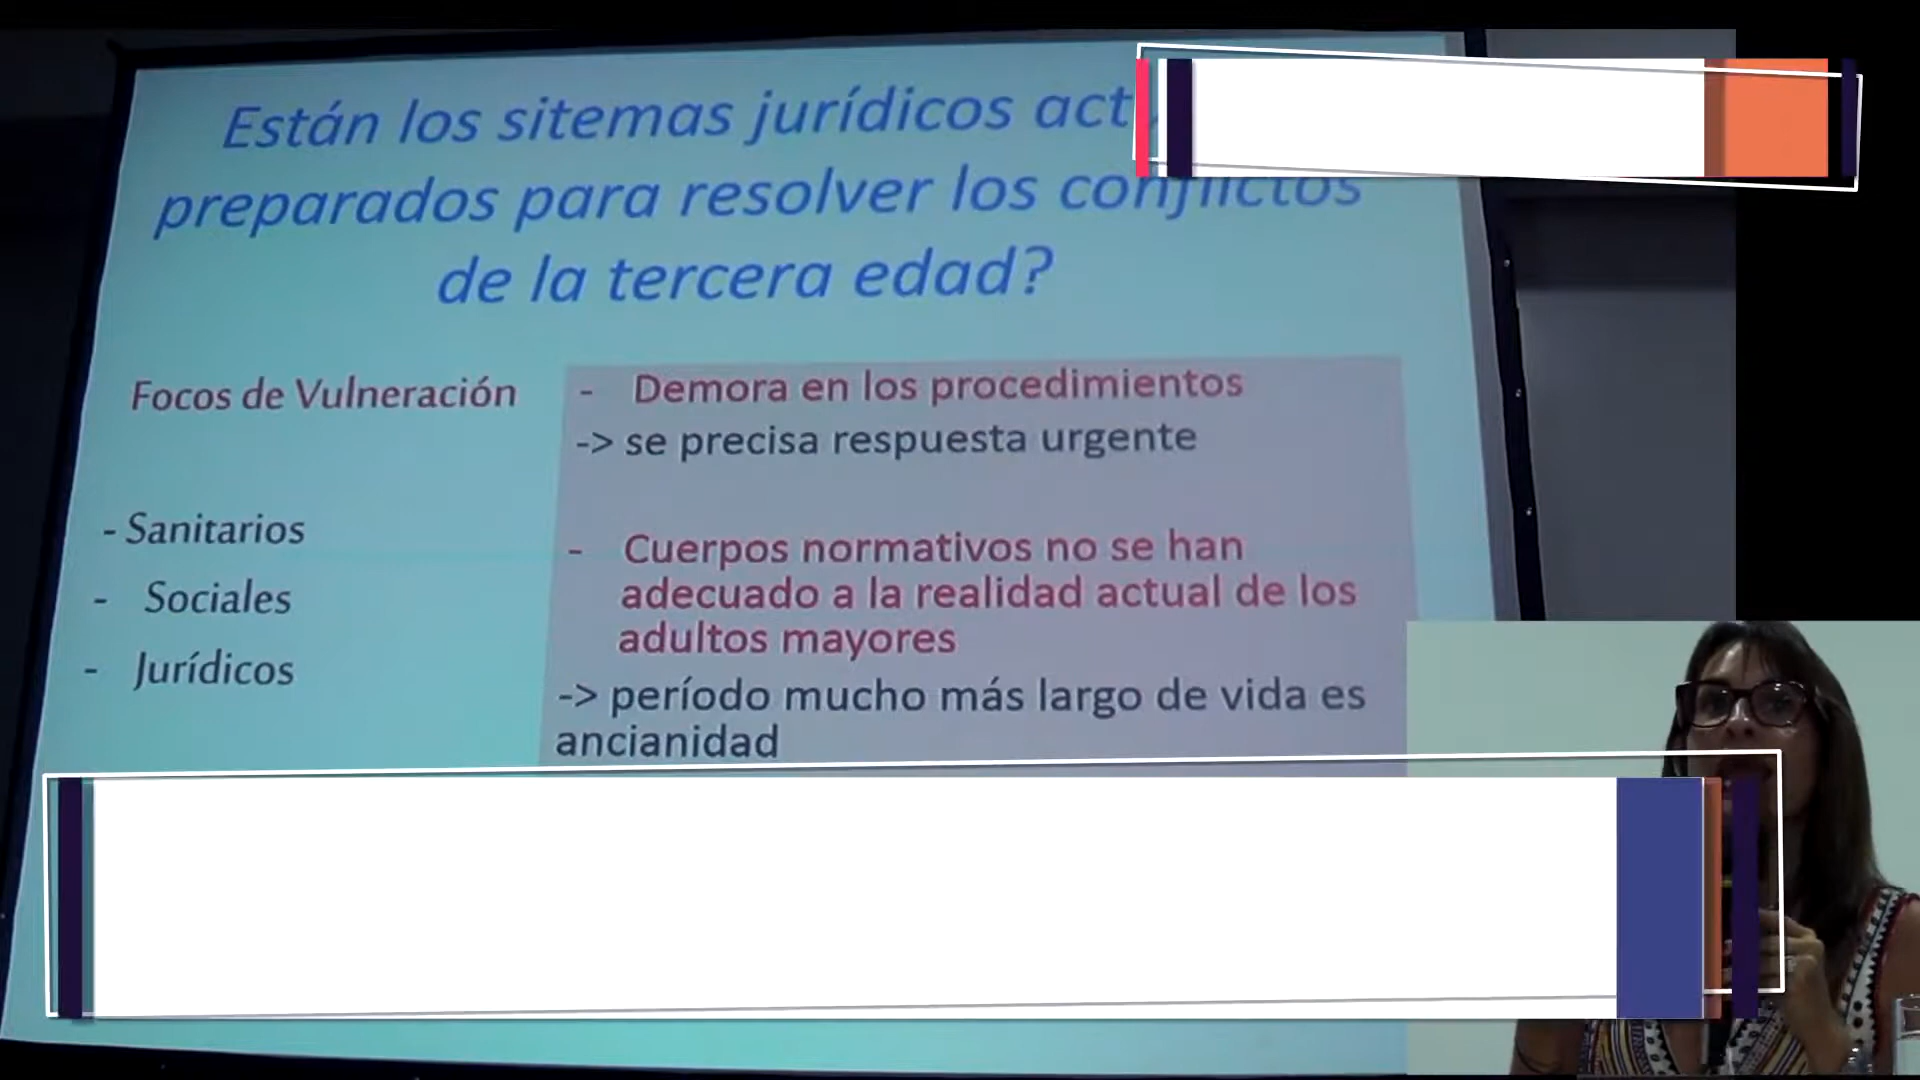 Están los sitemas jurídicos act
preparados para resolver los conflictos
de la tercera edad?
Focos de Vulneración
- Sanitarios
- Sociales
- Jurídicos
- Demora en los procedimientos
-> se precisa respuesta urgente
- Cuerpos normativos no se han
adecuado a la realidad actual de los
adultos mayores
-> período mucho más largo de vida es
ancianidad